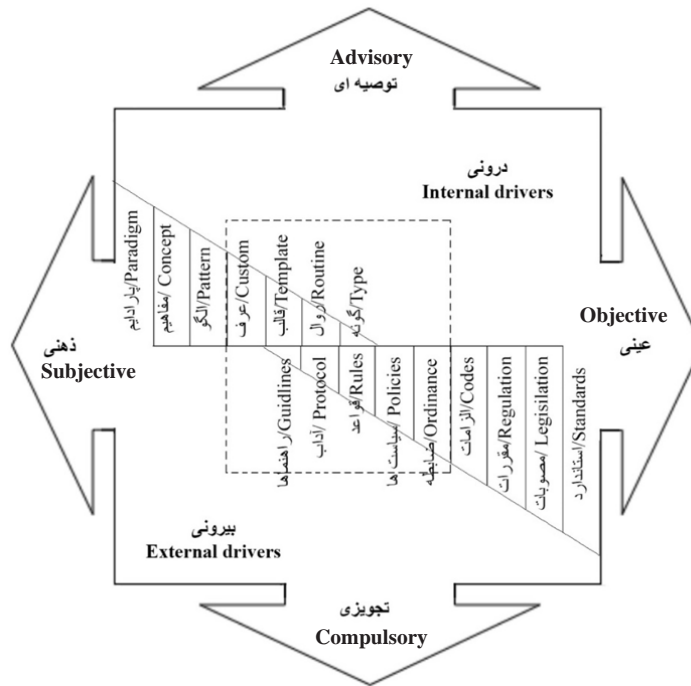 Advisory
توصیه ای
درونی
Internal drivers
پارادایم/Paradigm
مفاهیم/ Concept
الگو/Pattern
عرف/Custom
قالب/Template
روال/Routine
گونه/Type
Objective
عینی
ذهنی
Subjective
راهنماها/Guidlines
آداب/ Protocol
قواعد/Rules
سیاست ها/ Policies
ضابطه/Ordinance
الزامات/Codes
مقررات/Regulation
مصوبات/ Legisilation
استاندارد/Standards
بیرونی
External drivers
تجویزی
Compulsory